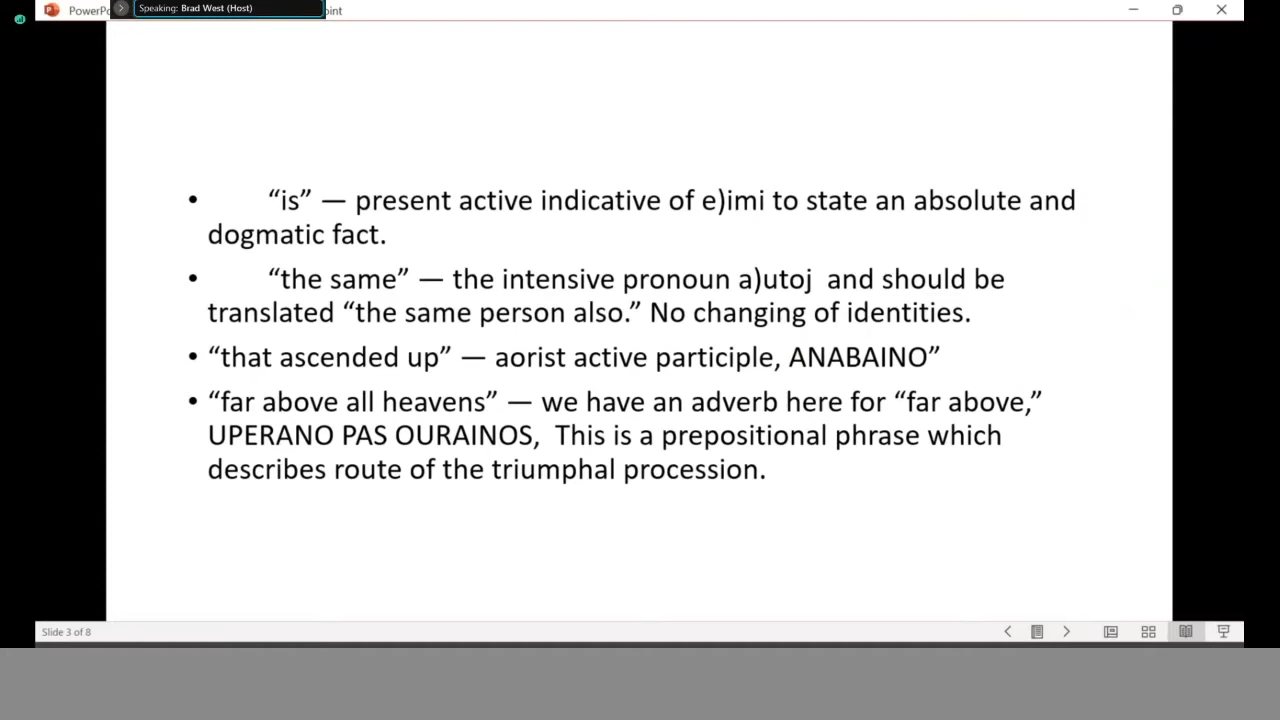 PowerPo
Speaking: Brad West (Host)
oint
• “is” — present active indicative of e)imi to state an absolute and
dogmatic fact.
• “the same” — the intensive pronoun a)utoj  and should be
translated “the same person also.” No changing of identities.
• “that ascended up” — aorist active participle, ANABAINO”
• “far above all heavens” — we have an adverb here for “far above,”
UPERANO PAS OURAINOS,  This is a prepositional phrase which
describes route of the triumphal procession.
Slide 3 of 8